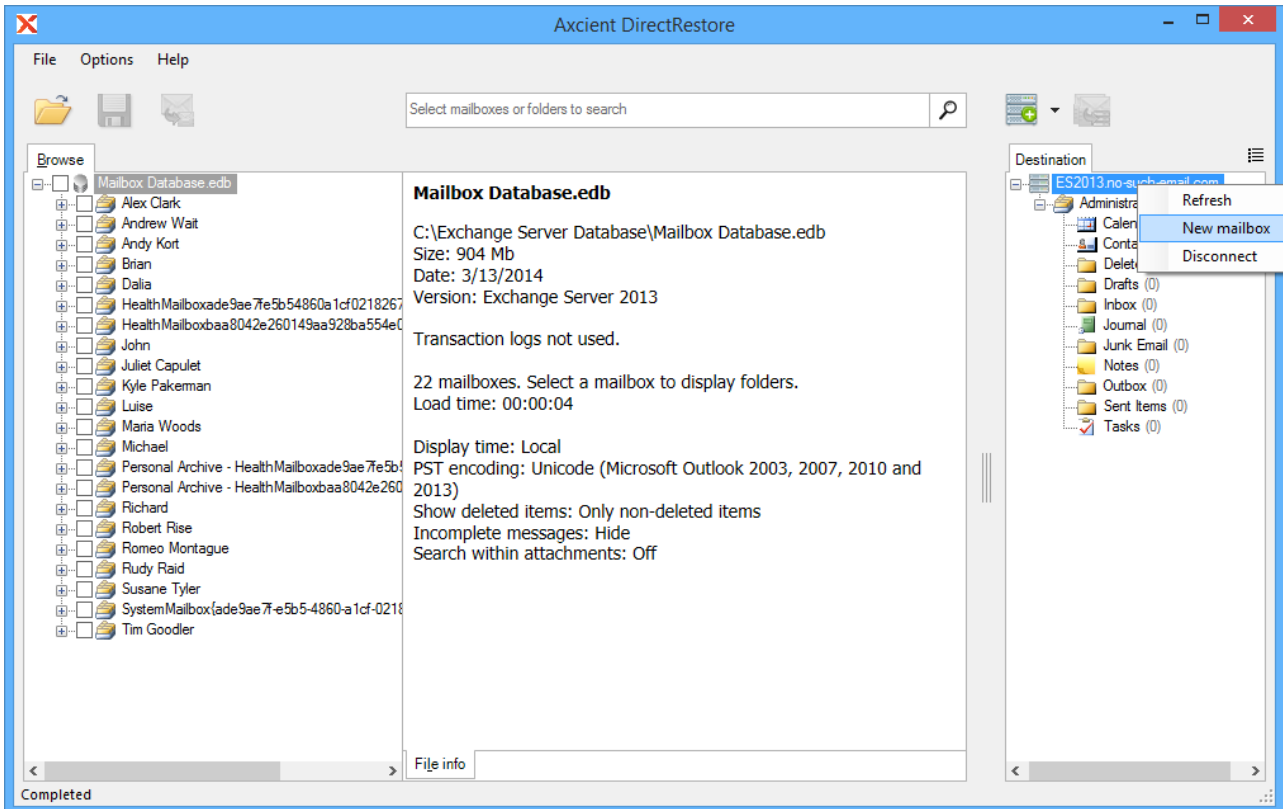 Axcient DirectRestore
File Options Help
Select mailboxes or folders to search
Browse
Mailbox Database.edb
Alex Clark
Andrew Wait
Andy Kort
Brian
Dalia
HealthMailboxade9ae7fe5b54860a1cf0218267
HealthMailboxbaa8042e260149aa928ba554e0
John
Juliet Capulet
Kyle Pakerman
Luise
Maria Woods
Michael
Personal Archive - HealthMailboxade9ae7fe5b5
Personal Archive - HealthMailboxbaa8042e260
Richard
Robert Rise
Romeo Montague
Rudy Raid
Susane Tyler
SystemMailbox{ade9ae7f-e5b5-4860-a1cf-0218
Tim Goodler
Mailbox Database.edb
C:\Exchange Server Database\Mailbox Database.edb
Size: 904 Mb
Date: 3/13/2014
Version: Exchange Server 2013
Transaction logs not used.
22 mailboxes. Select a mailbox to display folders.
Load time: 00:00:04
Display time: Local
PST encoding: Unicode (Microsoft Outlook 2003, 2007, 2010 and
2013)
Show deleted items: Only non-deleted items
Incomplete messages: Hide
Search within attachments: Off
File info
Destination
ES2013.no-such-email.com
Administra
Calen
Conta
Delet
Drafts (0)
Inbox (0)
Journal (0)
Junk Email (0)
Notes (0)
Outbox (0)
Sent Items (0)
Tasks (0)
Refresh
New mailbox
Disconnect
Completed